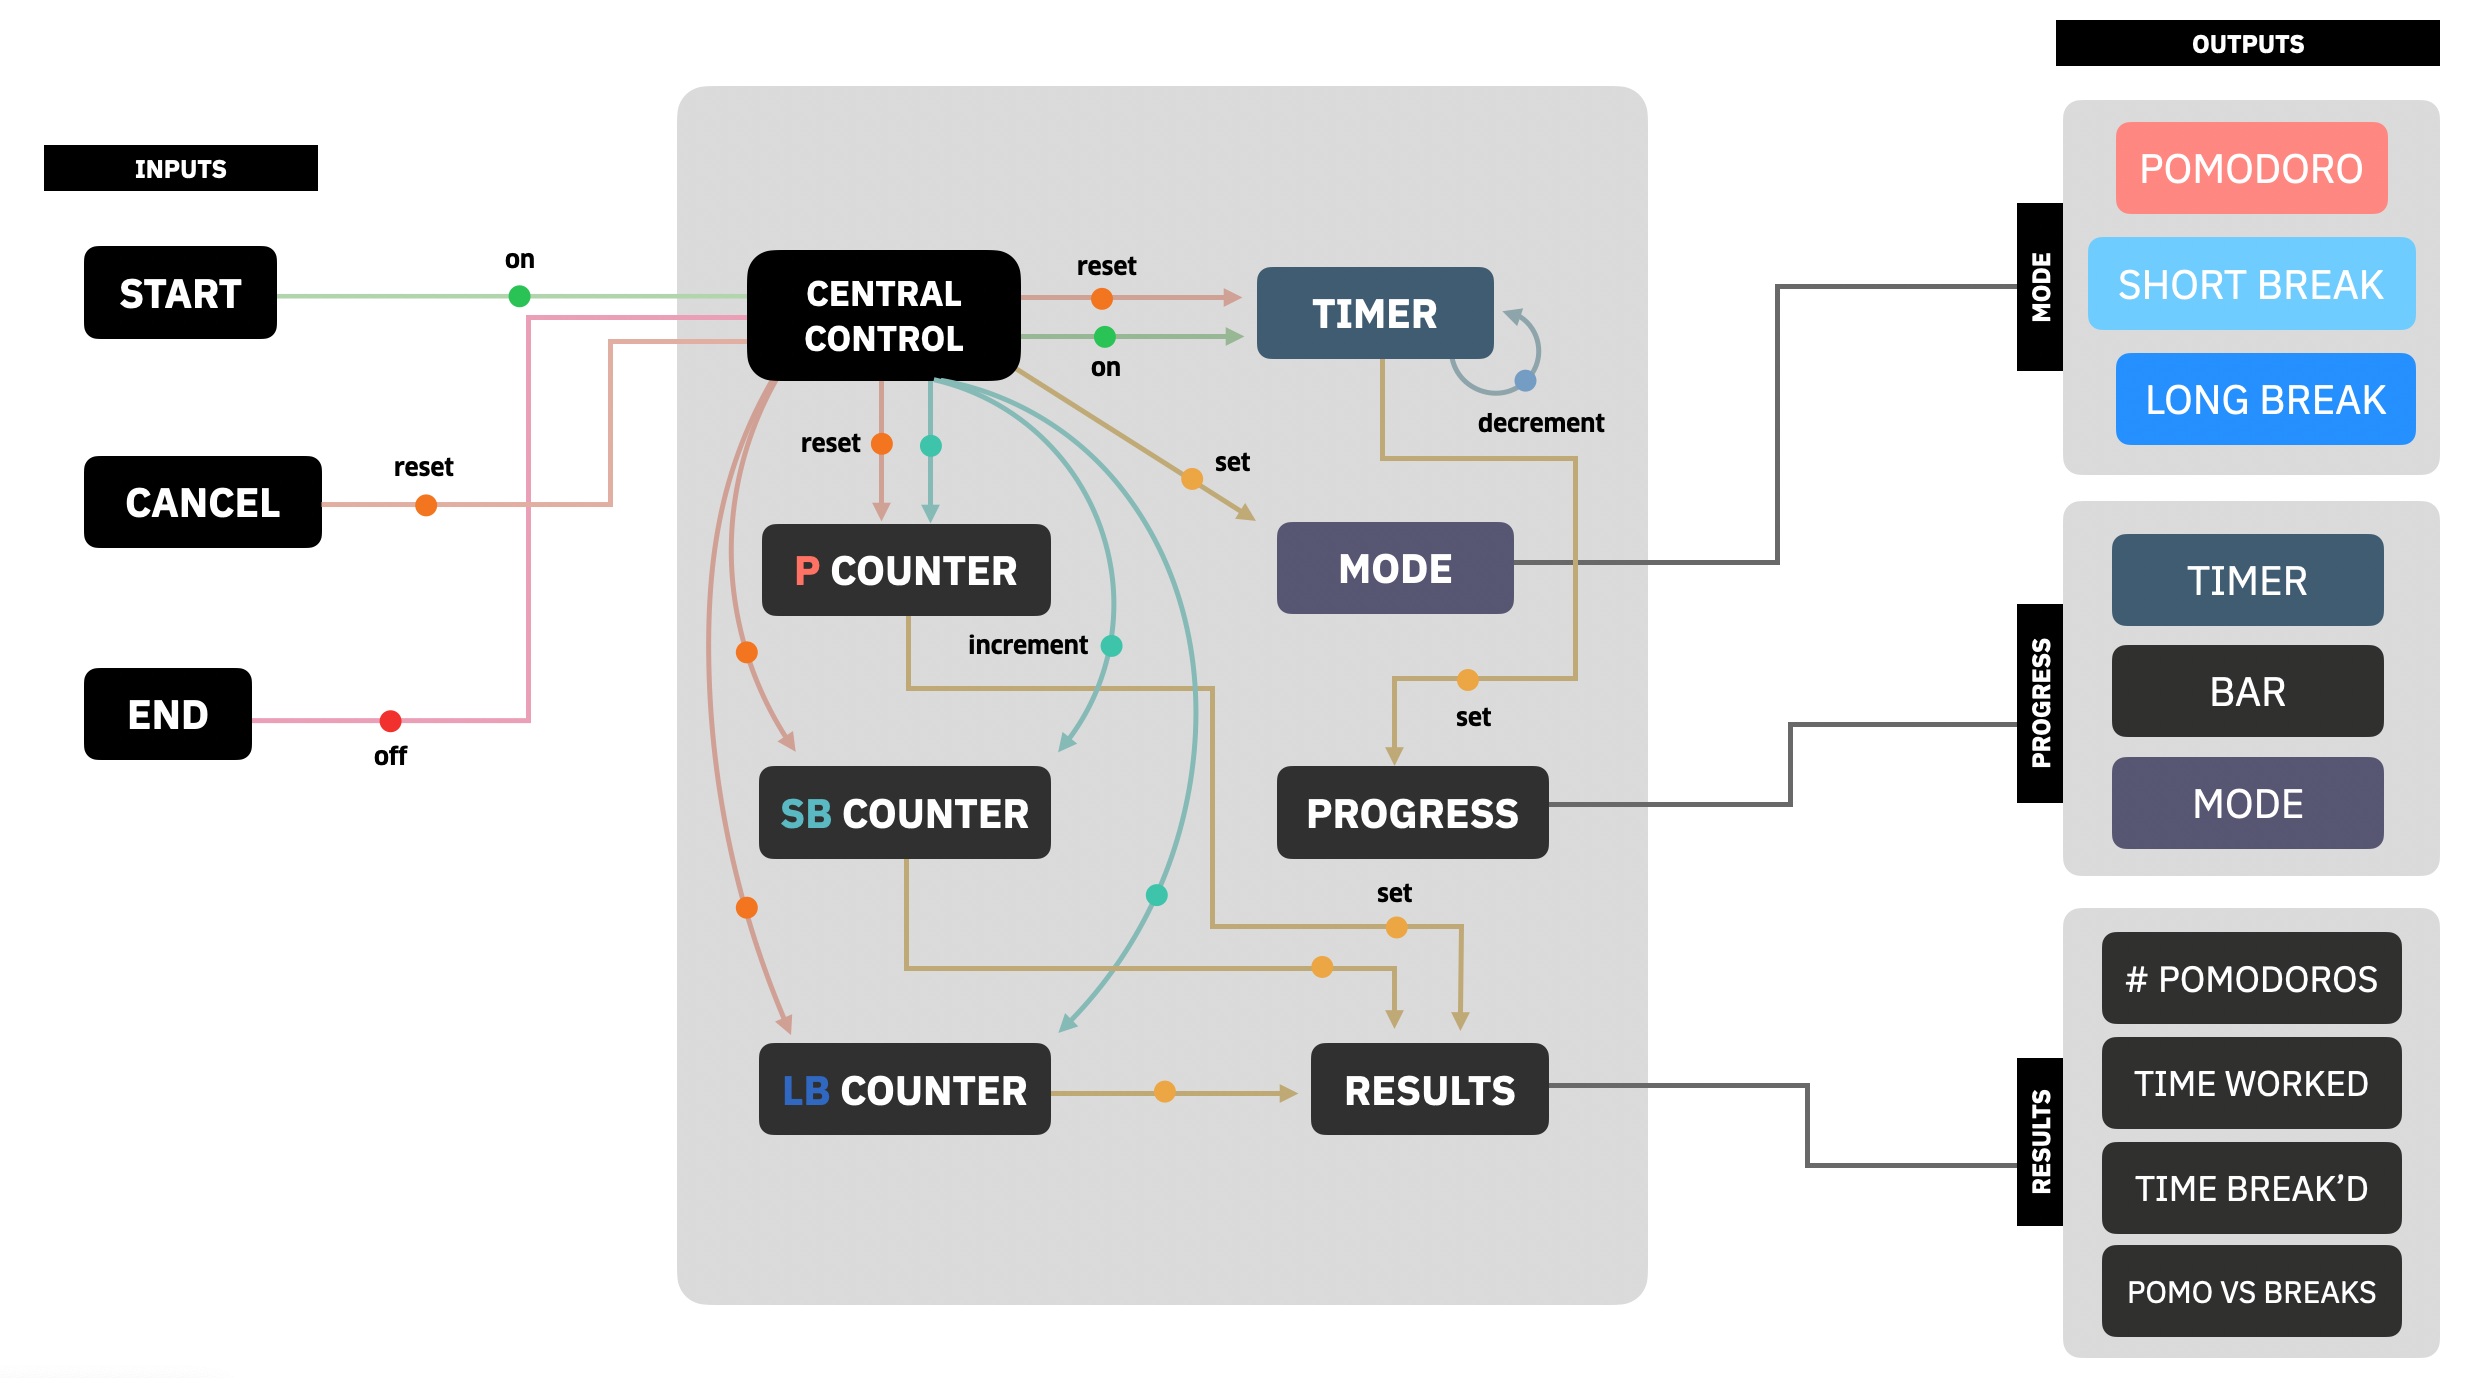 INPUTS
START
on
CANCEL
reset
END
off
CENTRAL
CONTROL
reset
on
TIMER
decrement
reset
set
P COUNTER
MODE
increment
set
SB COUNTER
PROGRESS
set
LB COUNTER
RESULTS
OUTPUTS
MODE
POMODORO
SHORT BREAK
LONG BREAK
PROGRESS
TIMER
BAR
MODE
RESULTS
# POMODOROS
TIME WORKED
TIME BREAK’D
POMO VS BREAKS